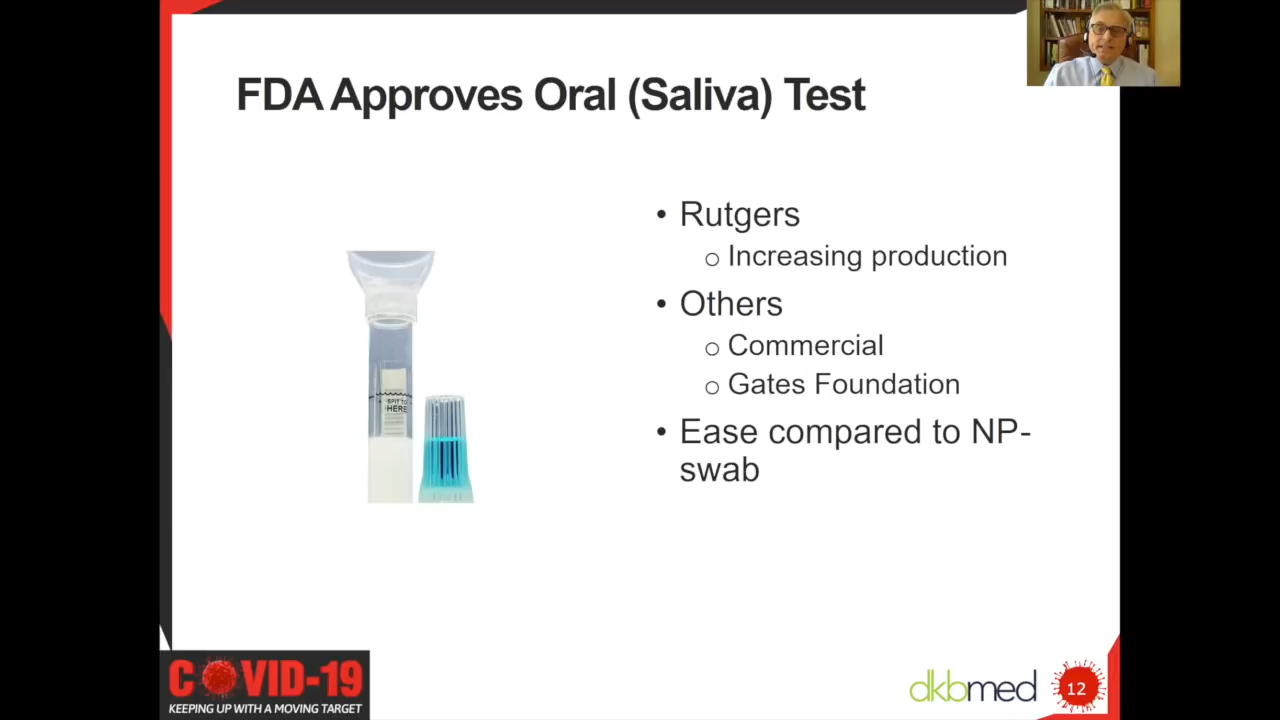 FDA Approves Oral (Saliva) Test
• Rutgers
o Increasing production
• Others
o Commercial
o Gates Foundation
• Ease compared to NP-
swab
SPIT TO
HERE
COVID-19
KEEPING UP WITH A MOVING TARGET
dkbmed
12